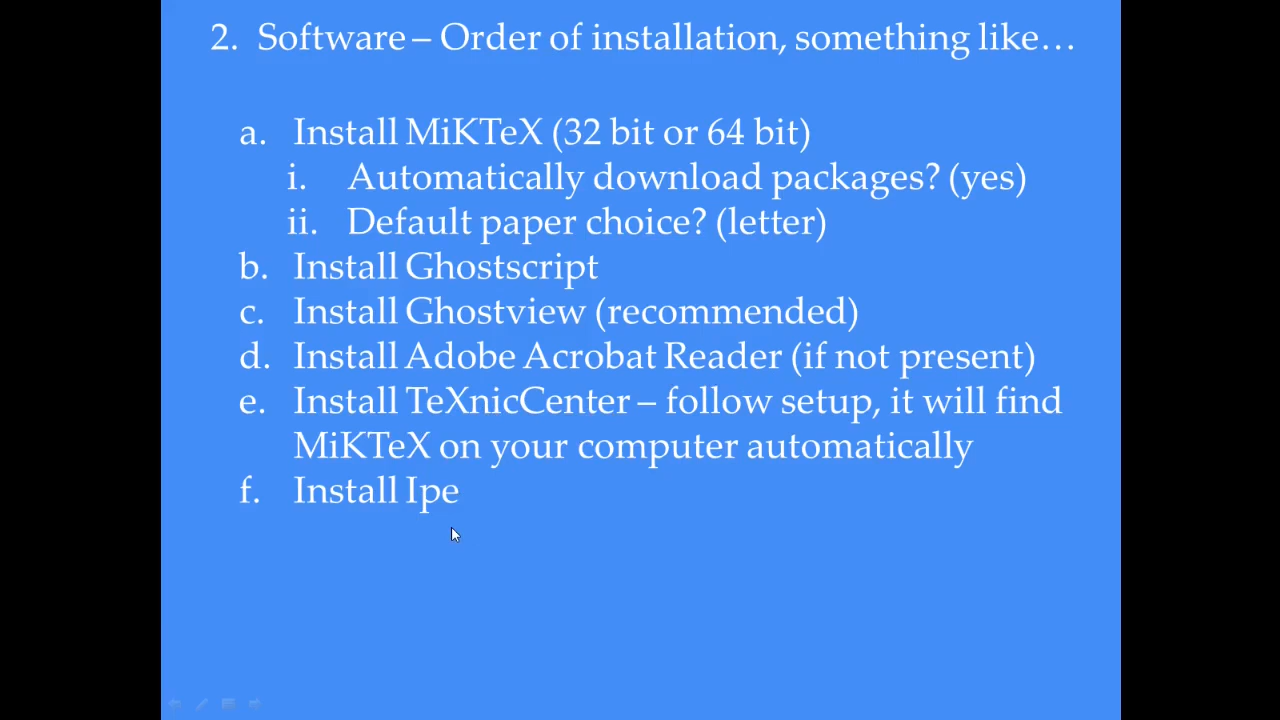 2. Software – Order of installation, something like…
a. Install MiKTeX (32 bit or 64 bit)
i. Automatically download packages? (yes)
ii. Default paper choice? (letter)
b. Install Ghostscript
c. Install Ghostview (recommended)
d. Install Adobe Acrobat Reader (if not present)
e. Install TeXnicCenter – follow setup, it will find
MiKTeX on your computer automatically
f. Install Ipe